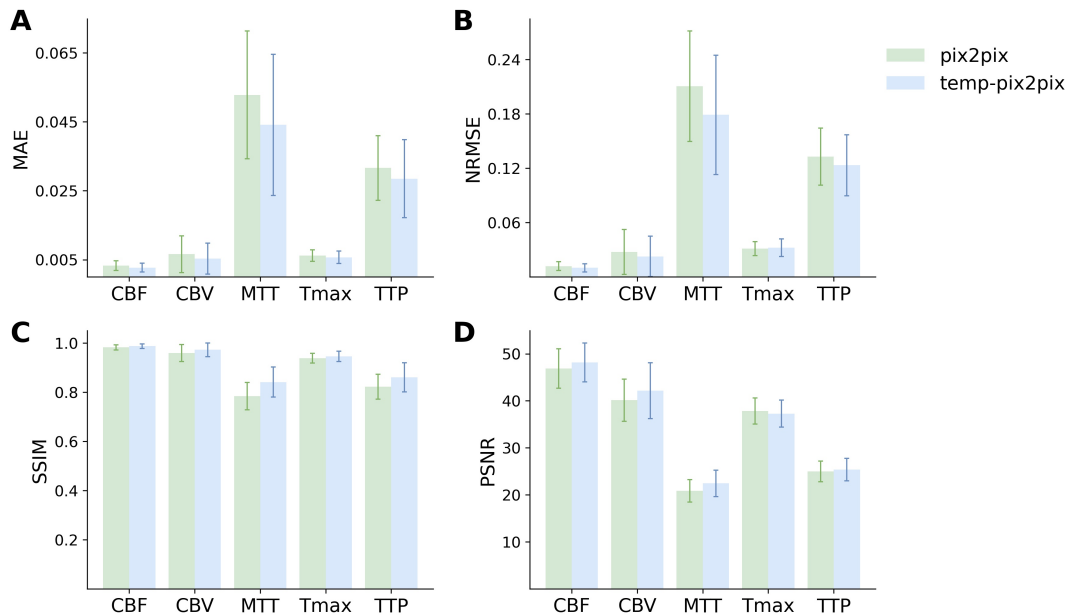 A
MAE
0.065
0.045
0.025
0.005
CBF CBV MTT Tmax TTP
B
NRMSE
0.24
0.18
0.12
0.06
CBF CBV MTT Tmax TTP
pix2pix
temp-pix2pix
C
SSIM
1.0
0.8
0.6
0.4
0.2
CBF CBV MTT Tmax TTP
D
PSNR
50
40
30
20
10
CBF CBV MTT Tmax TTP